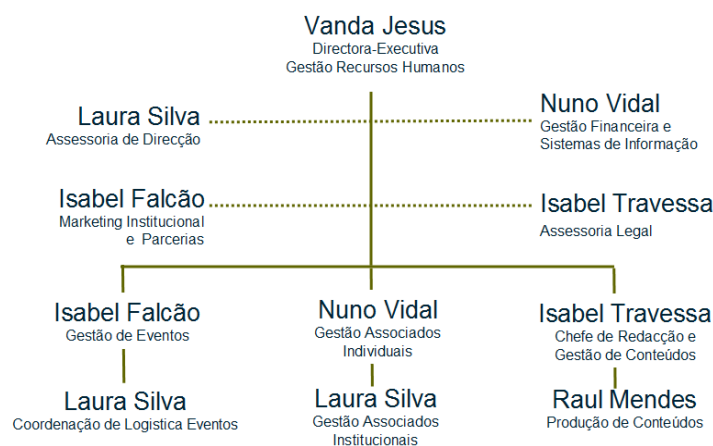 Vanda Jesus
Directora-Executiva
Gestão Recursos Humanos
Laura Silva
Assessoria de Direcção
Nuno Vidal
Gestão Financeira e
Sistemas de Informação
Isabel Falcão
Marketing Institucional
e Parcerias
Isabel Travessa
Assessoria Legal
Isabel Falcão
Gestão de Eventos
Nuno Vidal
Gestão Associados
Individuais
Isabel Travessa
Chefe de Redacção e
Gestão de Conteúdos
Laura Silva
Coordenação de Logistica Eventos
Laura Silva
Gestão Associados
Institucionais
Raul Mendes
Produção de Conteúdos